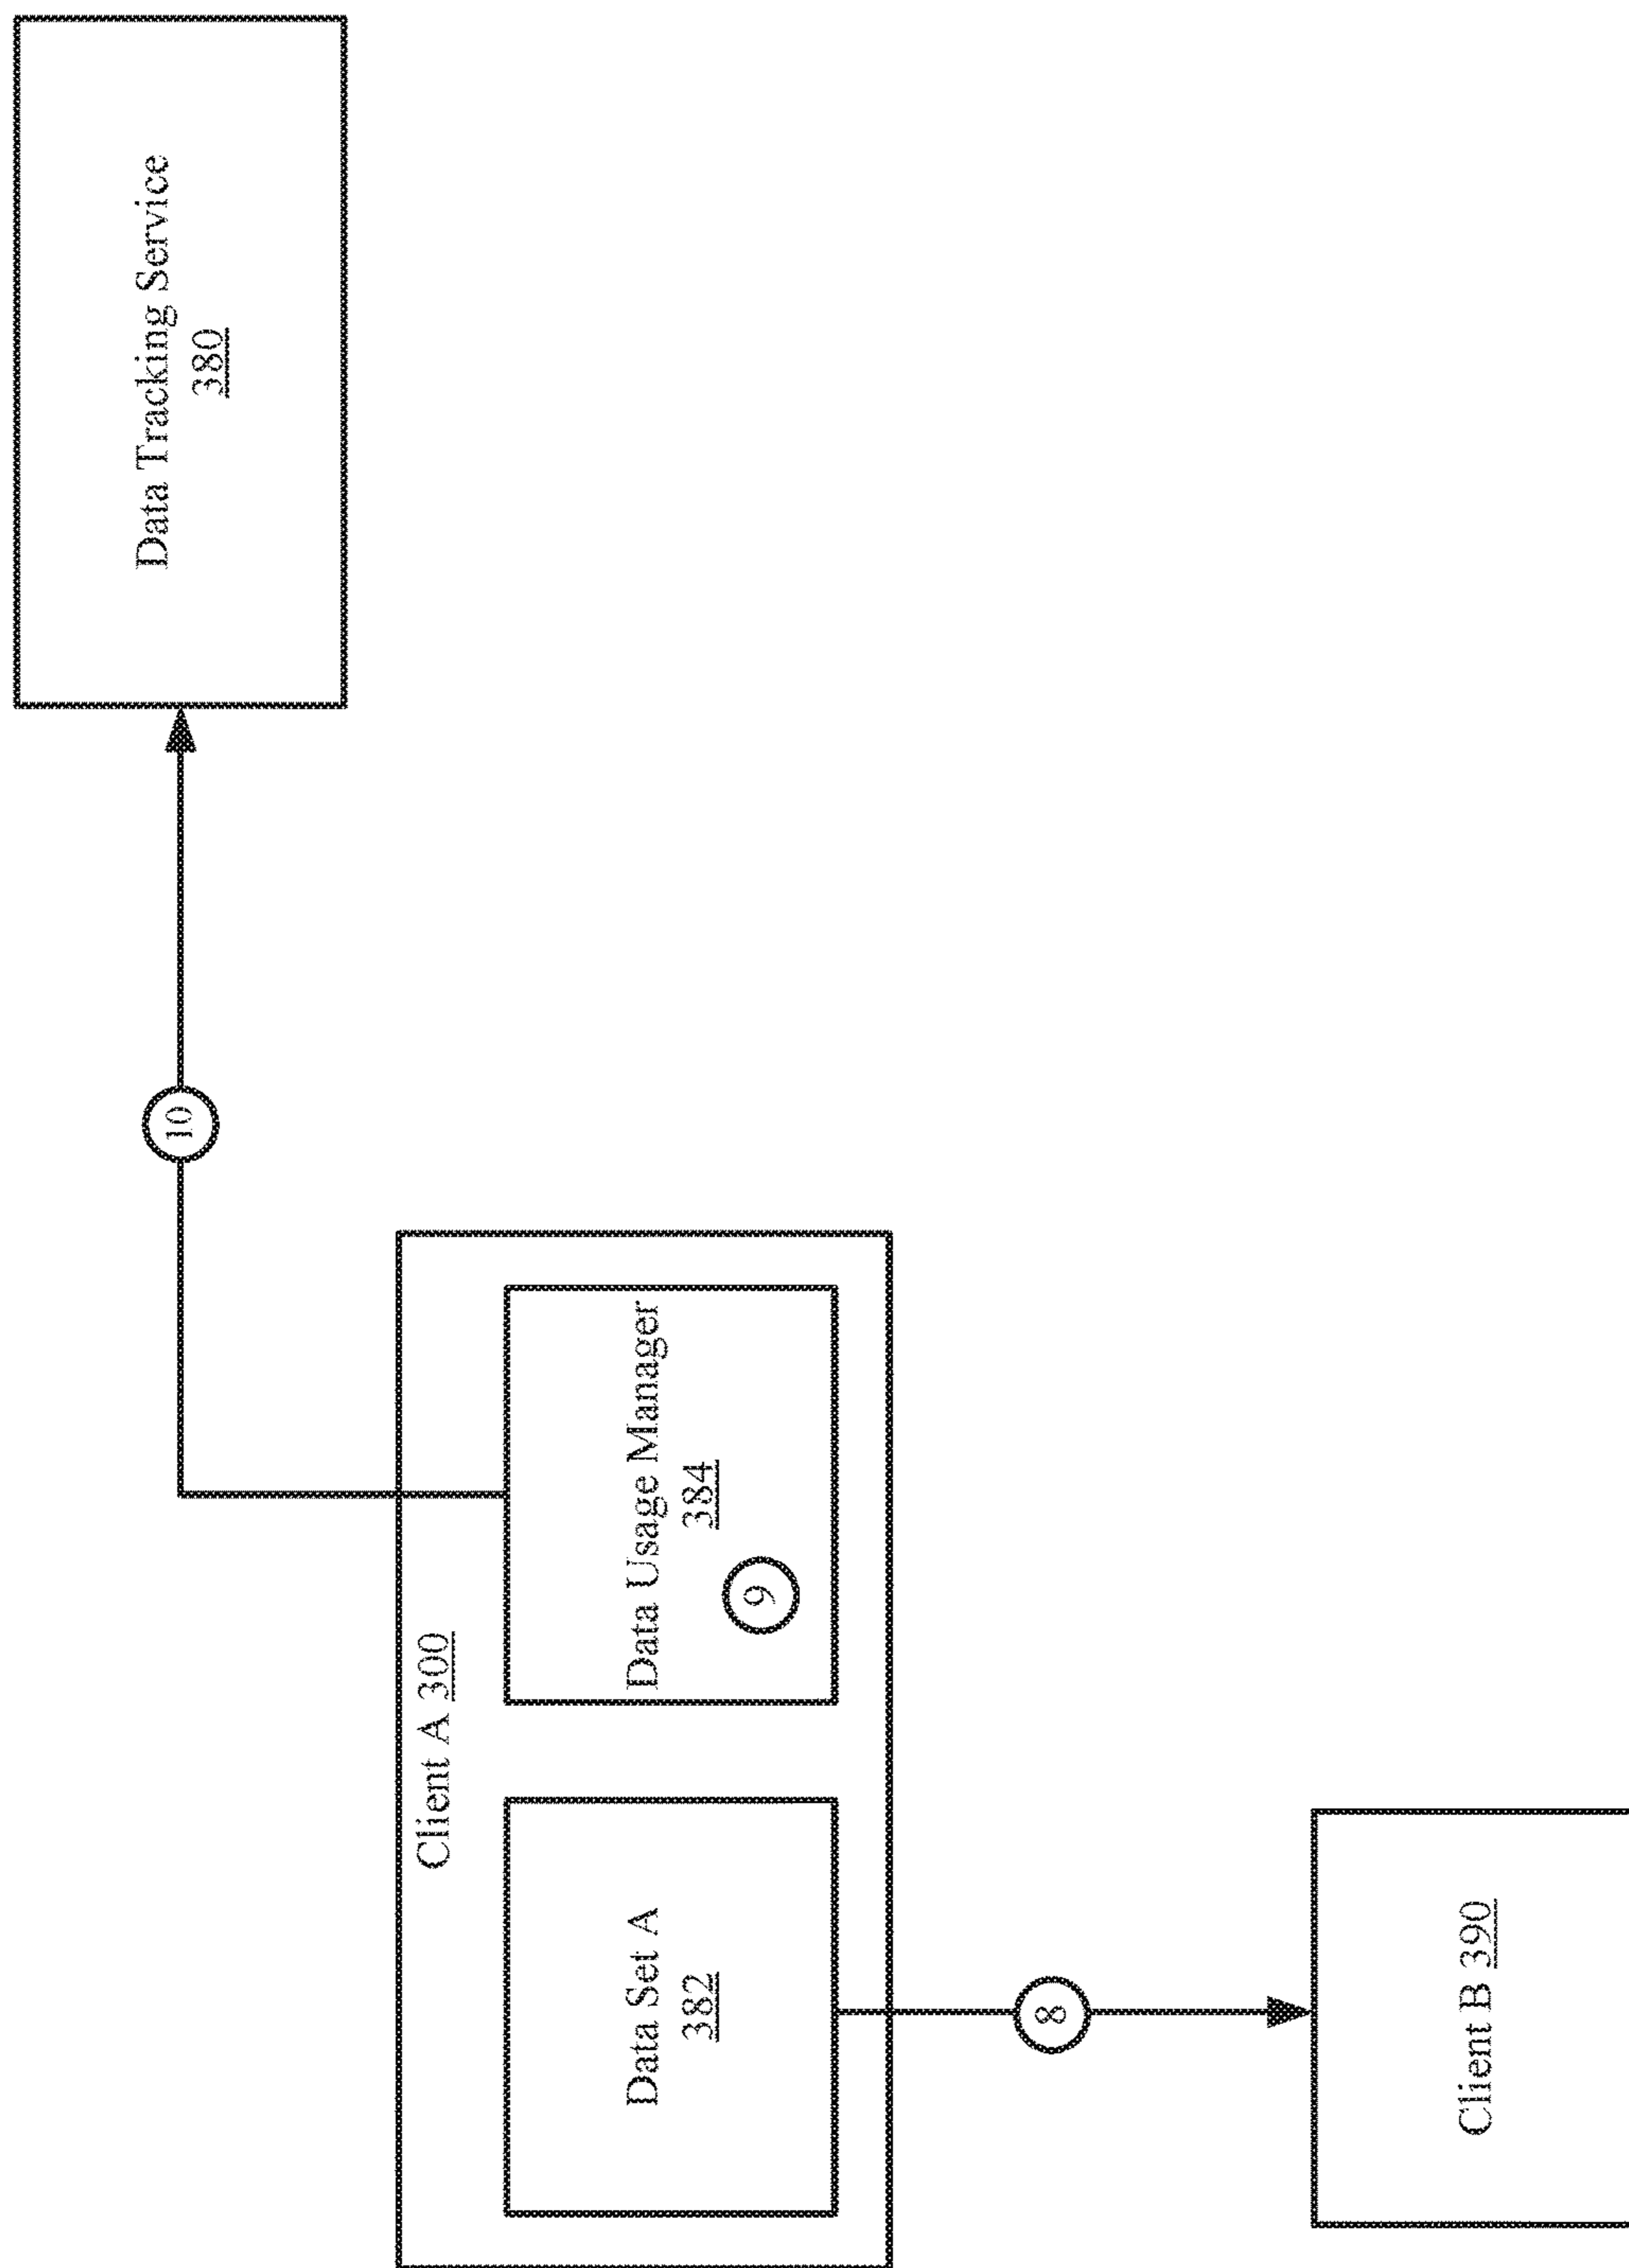 Data Tracking Service
380
10
Client A 300
Data Set A
382
Data Usage Manager
384
9
8
Client B 390